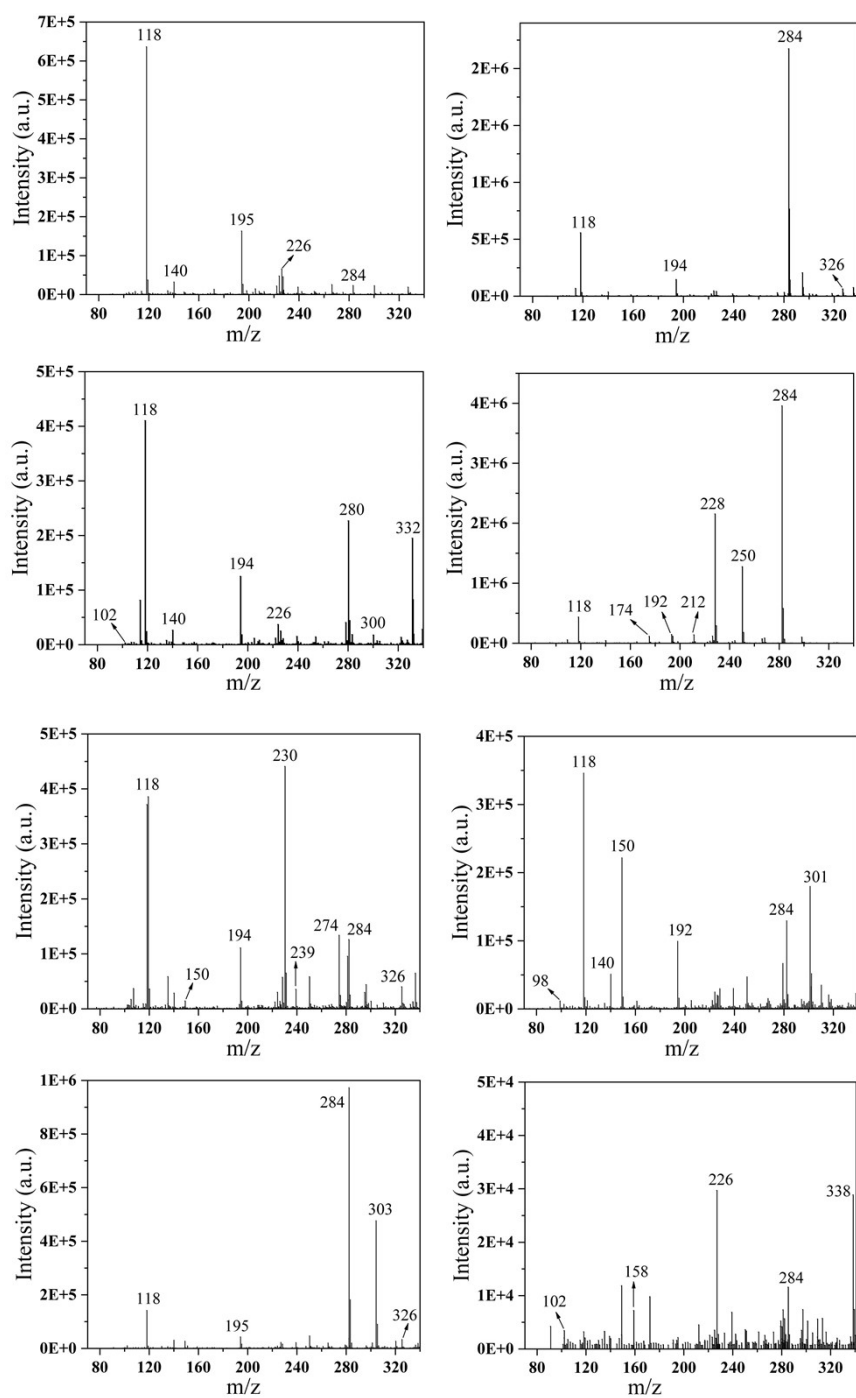 7E+5
6E+5
5E+5
4E+5
3E+5
2E+5
1E+5
0E+0
Intensity (a.u.)
118
140
195
226
284
80 120 160 200 240 280 320
m/z
2E+6
2E+6
1E+6
5E+5
0E+0
Intensity (a.u.)
118
194
284
326
80 120 160 200 240 280 320
m/z
5E+5
4E+5
3E+5
2E+5
1E+5
0E+0
Intensity (a.u.)
102
118
140
194
226
280
300
332
80 120 160 200 240 280 320
m/z
4E+6
3E+6
2E+6
1E+6
0E+0
Intensity (a.u.)
118
174
192
212
228
250
284
80 120 160 200 240 280 320
m/z
5E+5
4E+5
3E+5
2E+5
1E+5
0E+0
Intensity (a.u.)
118
150
194
230
239
274
284
326
80 120 160 200 240 280 320
m/z
4E+5
3E+5
2E+5
1E+5
0E+0
Intensity (a.u.)
98
118
140
150
192
284
301
80 120 160 200 240 280 320
m/z
1E+6
8E+5
6E+5
4E+5
2E+5
0E+0
Intensity (a.u.)
118
195
284
303
326
80 120 160 200 240 280 320
m/z
5E+4
4E+4
3E+4
2E+4
1E+4
0E+0
Intensity (a.u.)
102
158
226
284
338
80 120 160 200 240 280 320
m/z